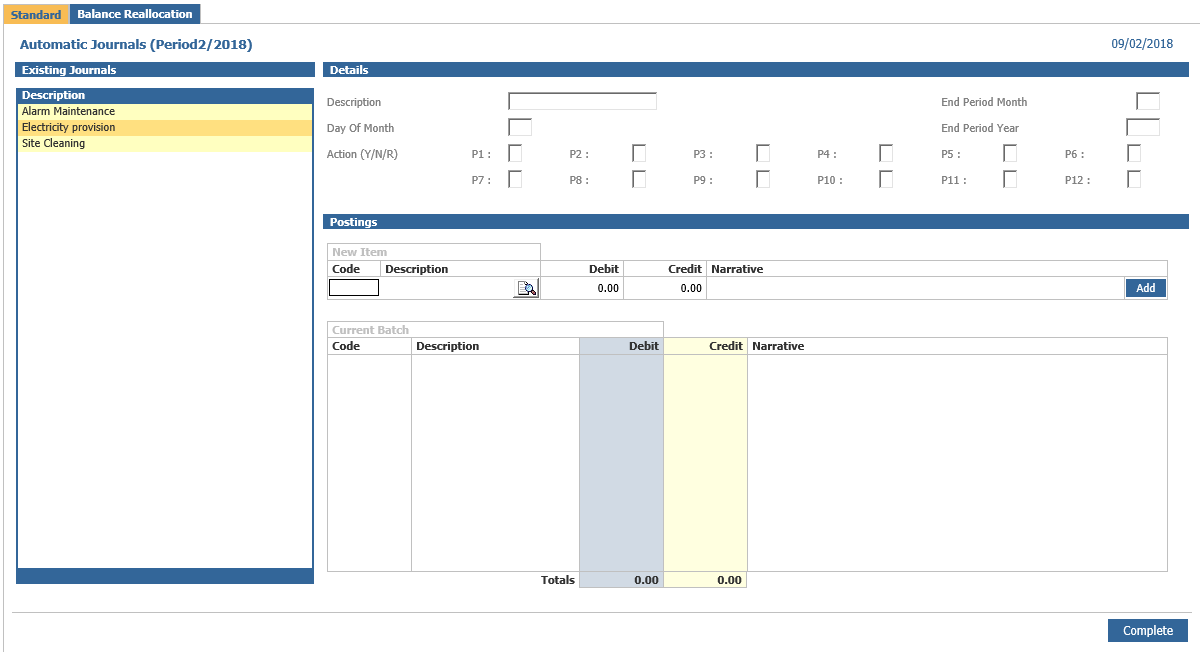 Standard Balance Reallocation
Automatic Journals (Period2/2018) 09/02/2018
Existing Journals
Description
Alarm Maintenance
Electricity provision
Site Cleaning
Details
Description End Period Month
Day Of Month End Period Year
Action (Y/N/R) P1 : P2 : P3 : P4 : P5 : P6 :
P7 : P8 : P9 : P10 : P11 : P12 :
Postings
New Item
Code Description Debit Credit Narrative
0.00 0.00 Add
Current Batch
Code Description Debit Credit Narrative
Totals 0.00 0.00
Complete